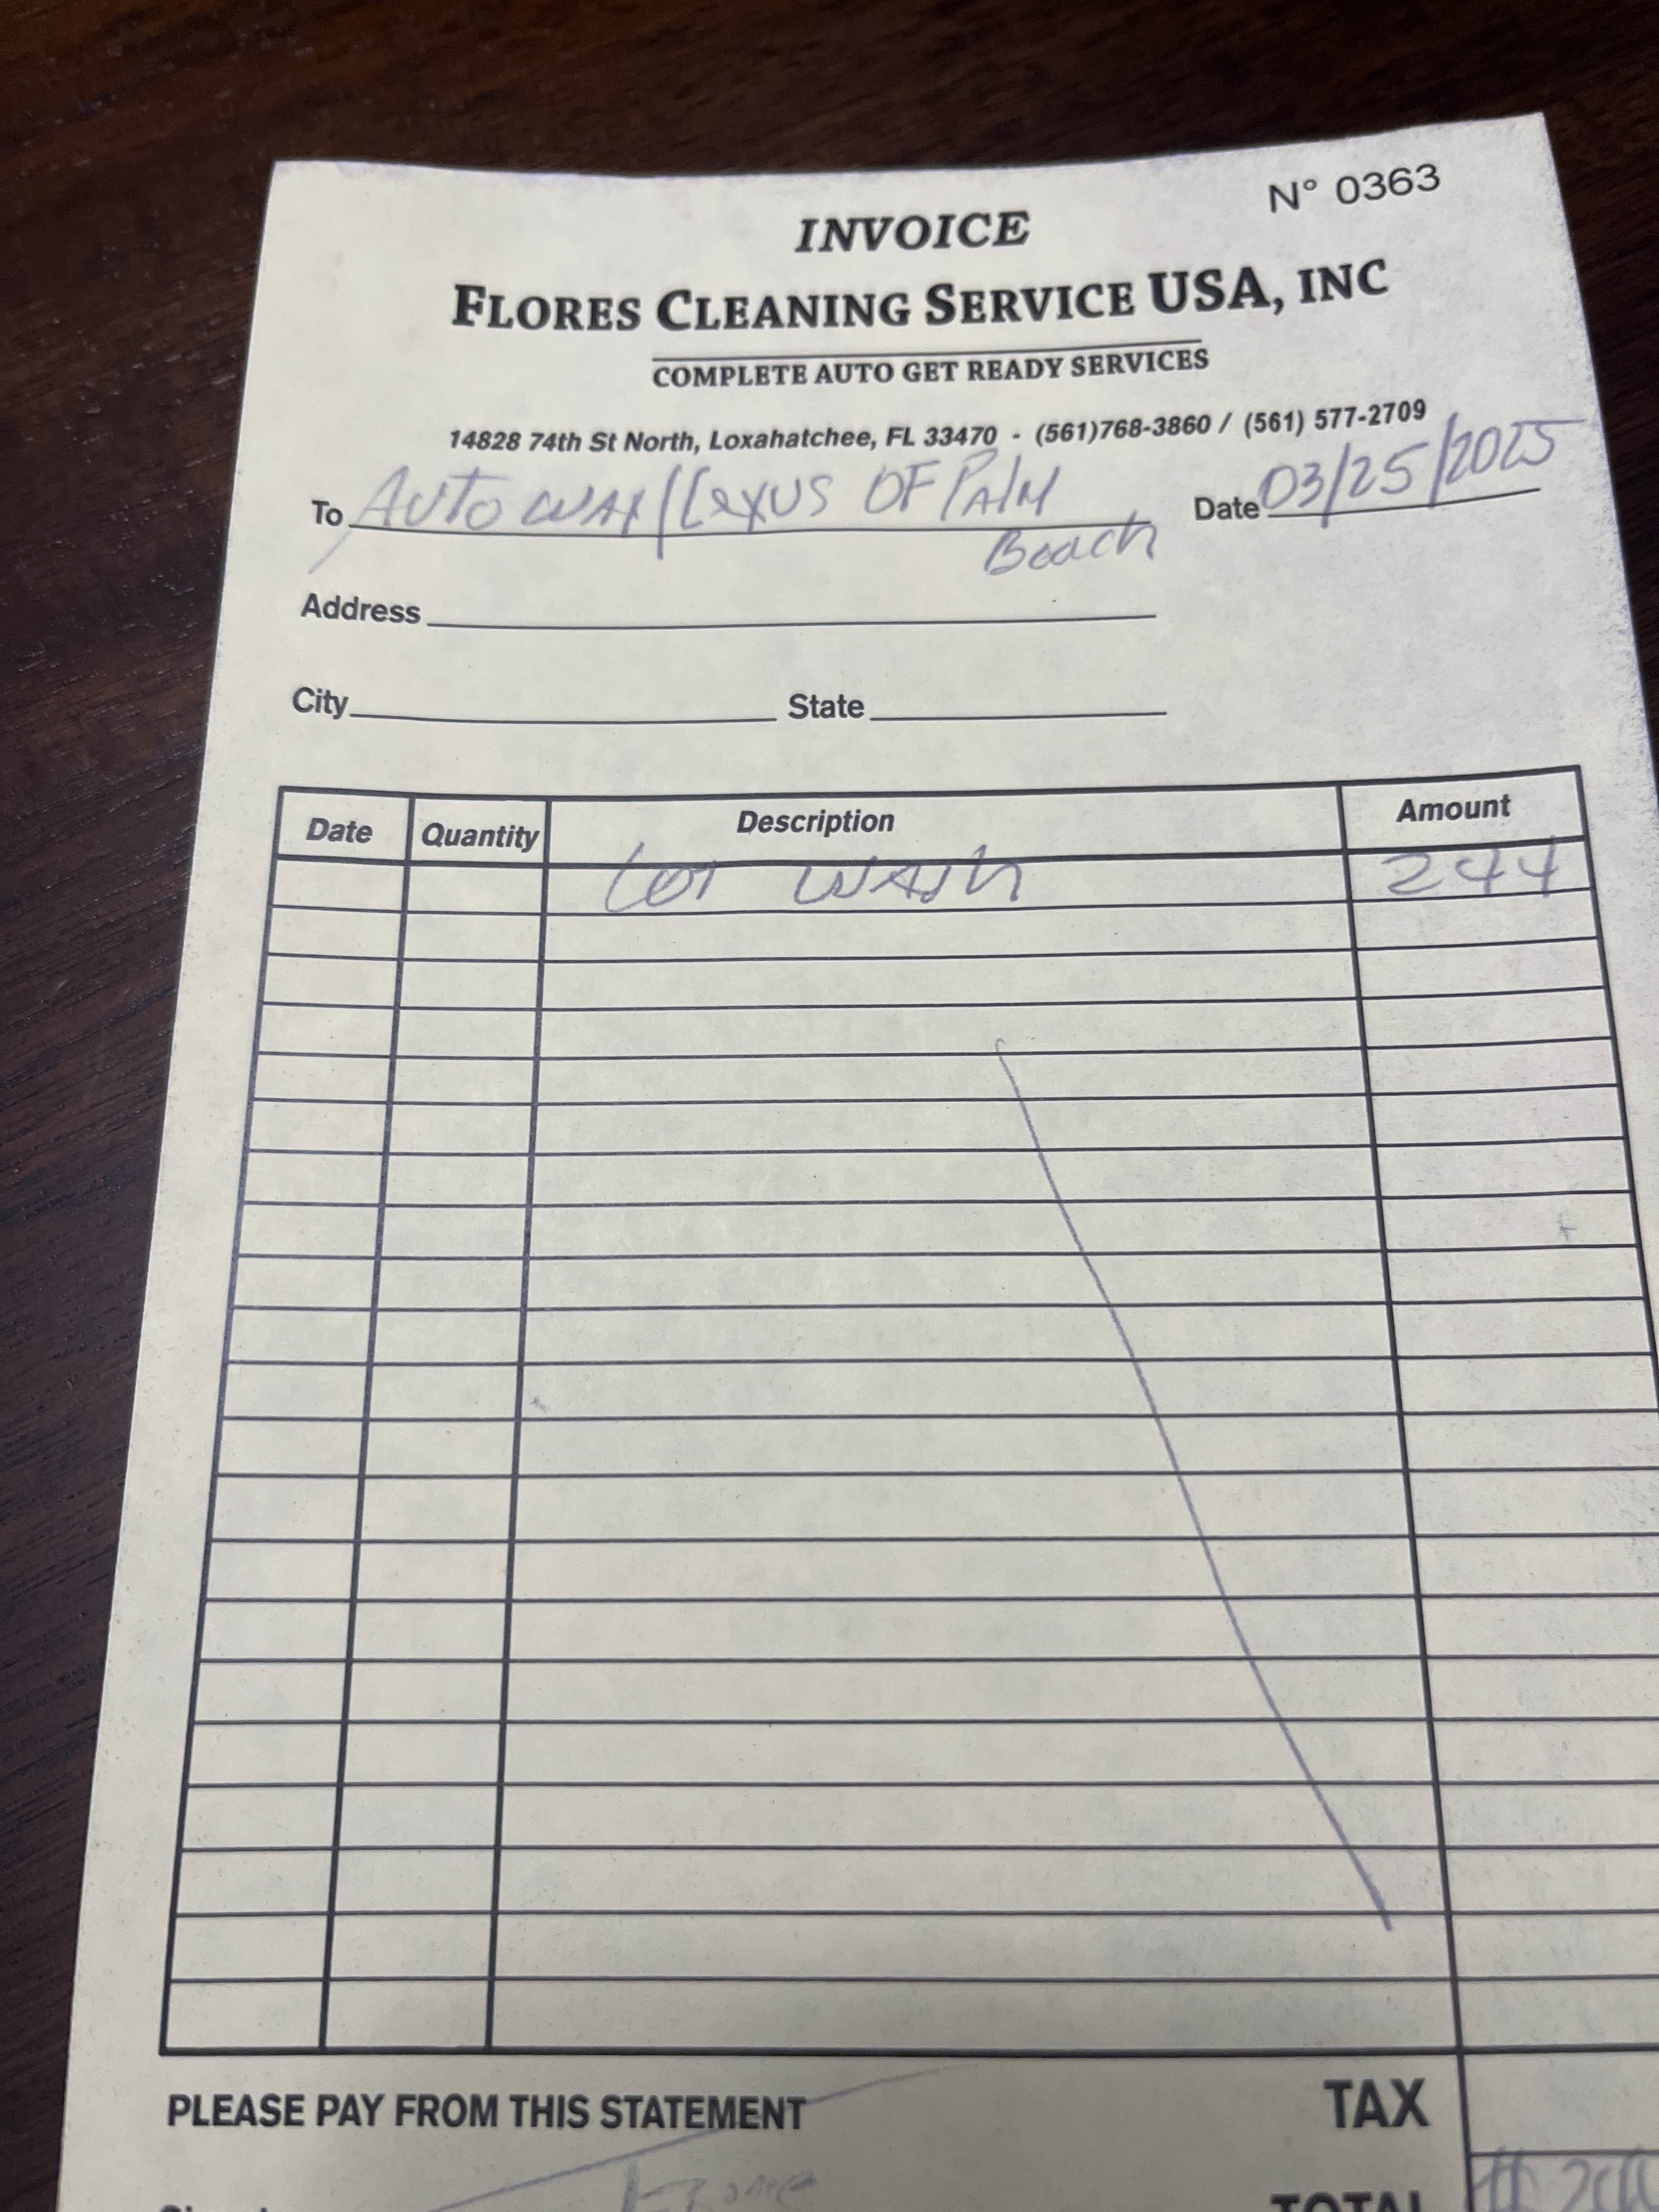 N° 0363
INVOICE
FLORES CLEANING SERVICE USA, INC
COMPLETE AUTO GET READY SERVICES
14828 74th St North, Loxahatchee, FL 33470 - (561)768-3860 / (561) 577-2709
To Auto WAX/Lexus OF PAlM Date 03/25/2025
Beach
Address
City State
Date Quantity Description Amount
Lot WASh 244
PLEASE PAY FROM THIS STATEMENT TAX
TOTAL